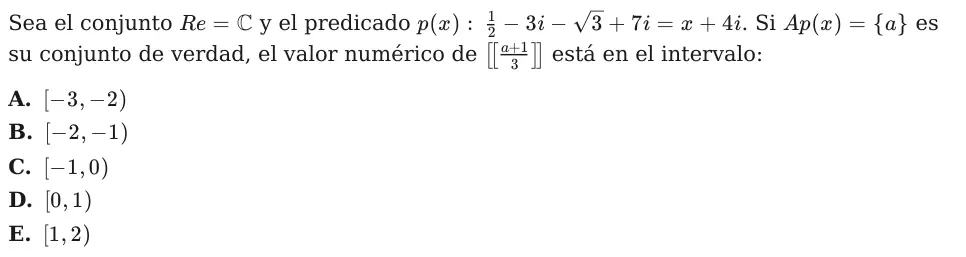 Sea el conjunto Re = ℂ y el predicado p(x) : 1/2 − 3i − √3 + 7i = x + 4i. Si Ap(x) = {a} es
su conjunto de verdad, el valor numérico de ⟦(a+1)/3⟧ está en el intervalo:
A. [−3, −2)
B. [−2, −1)
C. [−1, 0)
D. [0, 1)
E. [1, 2)